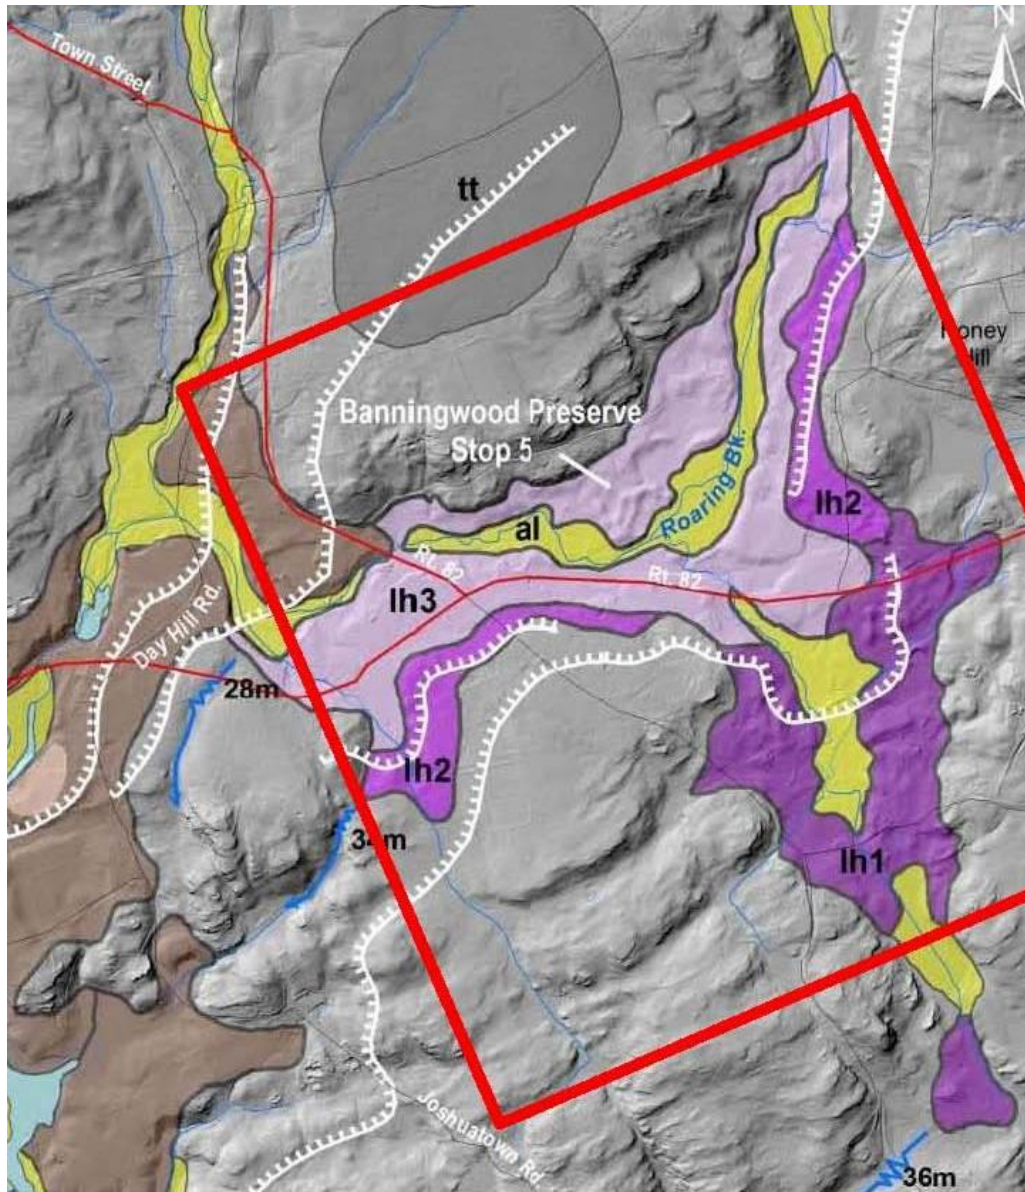 N
Town Street
tt
Honey
Hill
Banningwood Preserve
Stop 5
lh2
Roaring Bk.
al
Rt. 82
Rt. 82
lh3
Day Hill Rd.
28m
lh2
34m
lh1
Joshuatown Rd.
36m